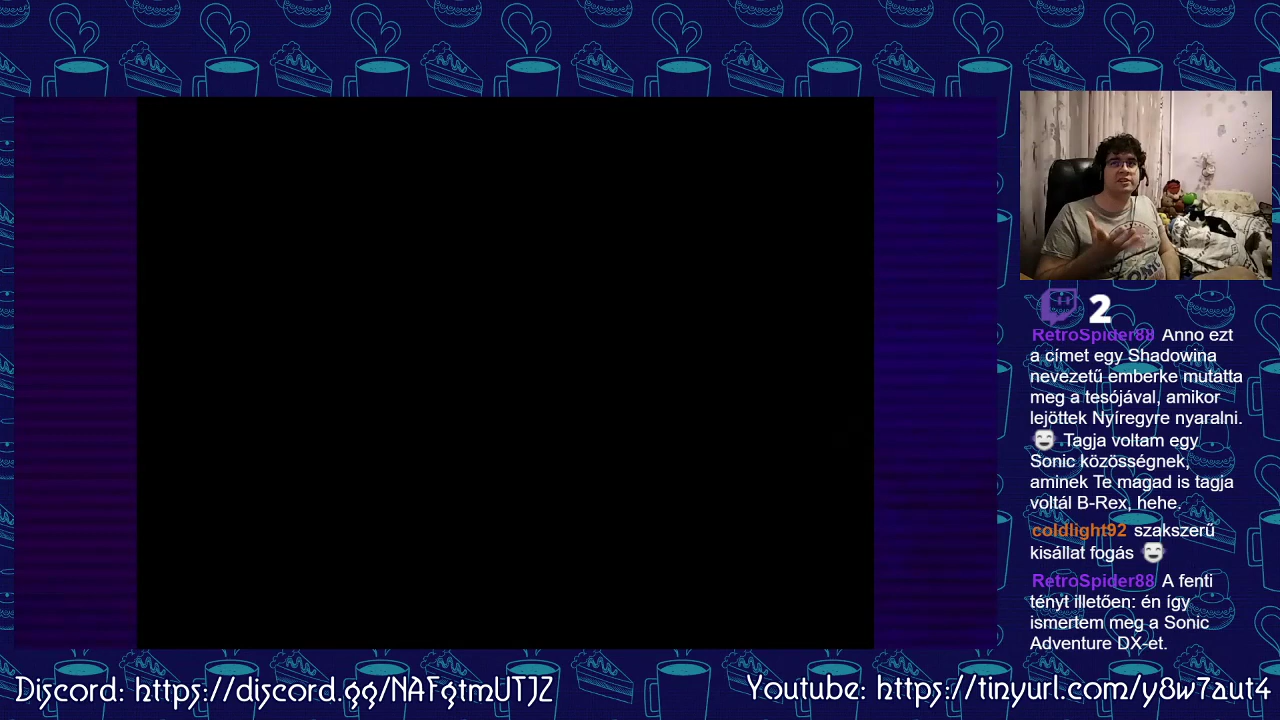 2
RetroSpider88 Anno ezt
a címet egy Shadowina
nevezetű emberke mutatta
meg a tesójával, amikor
lejöttek Nyíregyre nyaralni.
Tagja voltam egy
Sonic közösségnek,
aminek Te magad is tagja
voltál B-Rex, hehe.
coldlight92 szakszerű
kisállat fogás
RetroSpider88 A fenti
tényt illetően: én így
ismertem meg a Sonic
Adventure DX-et.
Discord: https://discord.gg/NAFgtmUTJZ
Youtube: https://tinyurl.com/y8w7aut4